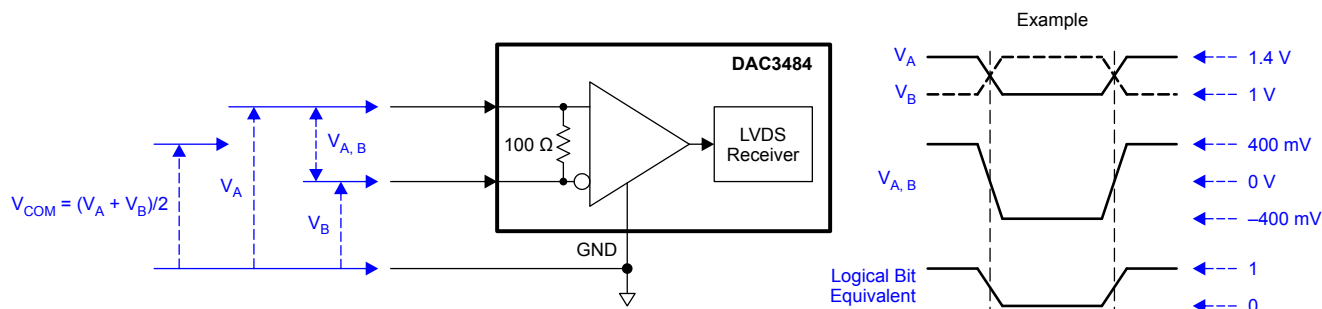 Example
DAC3484
V_A
1.4 V
V_B
1 V
100 Ω
LVDS
Receiver
V_A, B
V_A
V_COM = (V_A + V_B)/2
V_B
GND
400 mV
V_A, B
0 V
–400 mV
Logical Bit
Equivalent
1
0